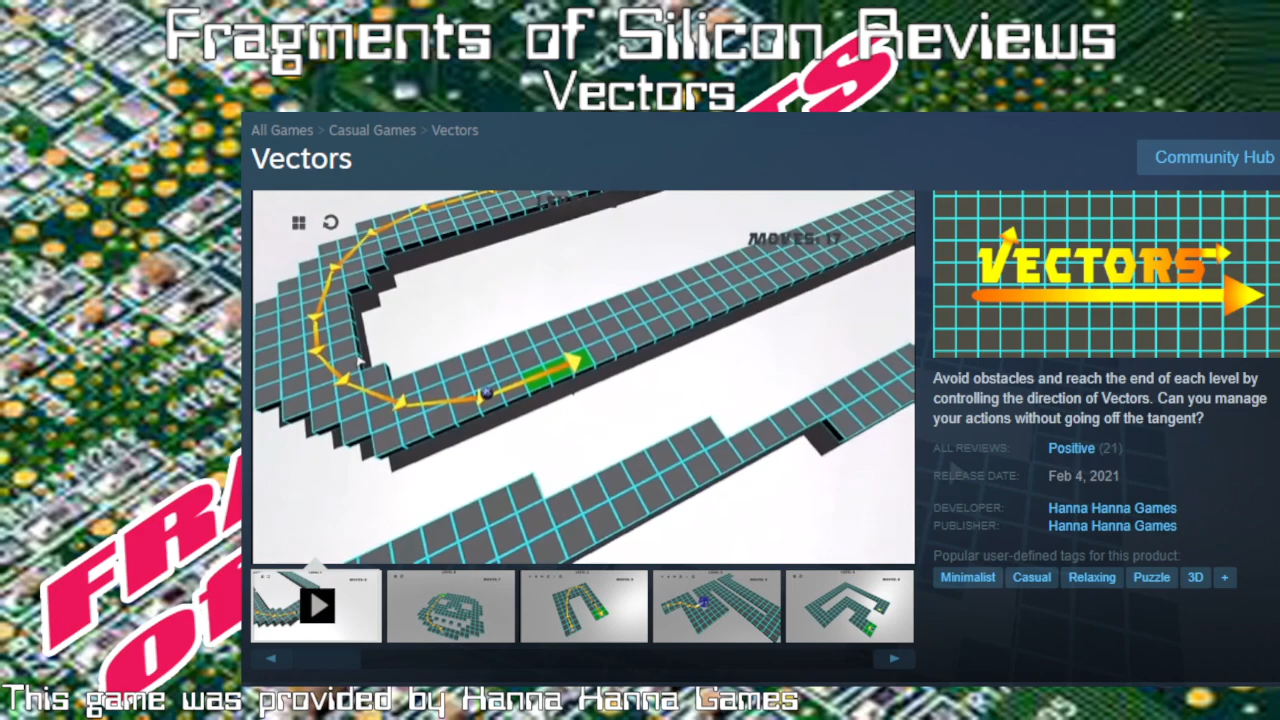 Fragments of Silicon Reviews
Vectors
All Games > Casual Games > Vectors
Vectors
Community Hub
MOVES: 17
VECTORS
Avoid obstacles and reach the end of each level by
controlling the direction of Vectors. Can you manage
your actions without going off the tangent?
ALL REVIEWS: Positive (21)
RELEASE DATE: Feb 4, 2021
DEVELOPER: Hanna Hanna Games
PUBLISHER: Hanna Hanna Games
Popular user-defined tags for this product:
Minimalist Casual Relaxing Puzzle 3D +
This game was provided by Hanna Hanna Games